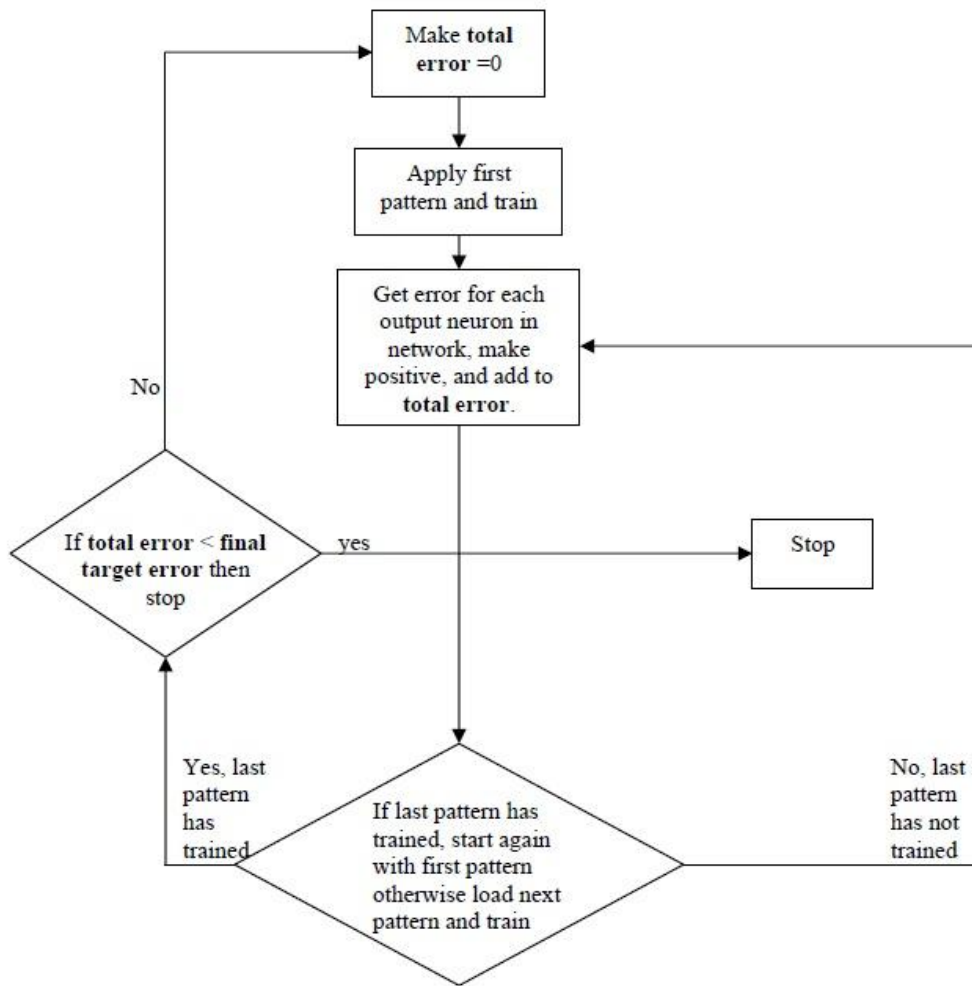 Make total
error =0
Apply first
pattern and train
Get error for each
output neuron in
network, make
positive, and add to
total error.
No
If total error < final
target error then
stop
yes
Stop
Yes, last
pattern
has
trained
If last pattern has
trained, start again
with first pattern
otherwise load next
pattern and train
No, last
pattern
has not
trained